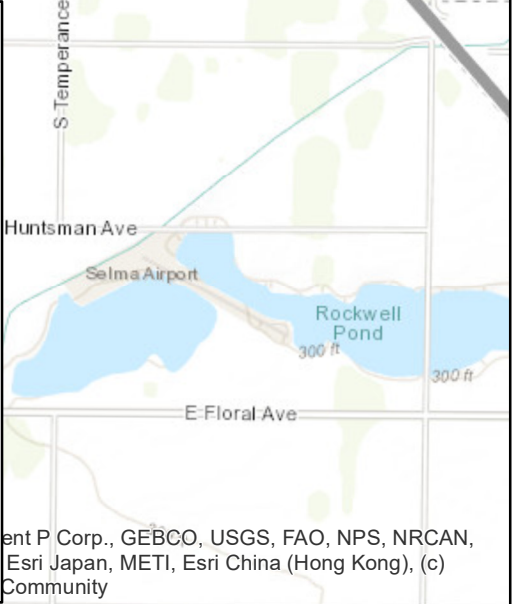 S Temperance
Huntsman Ave
Selma Airport
Rockwell
Pond
300 ft
300 ft
E Floral Ave
ent P Corp., GEBCO, USGS, FAO, NPS, NRCAN,
Esri Japan, METI, Esri China (Hong Kong), (c)
Community